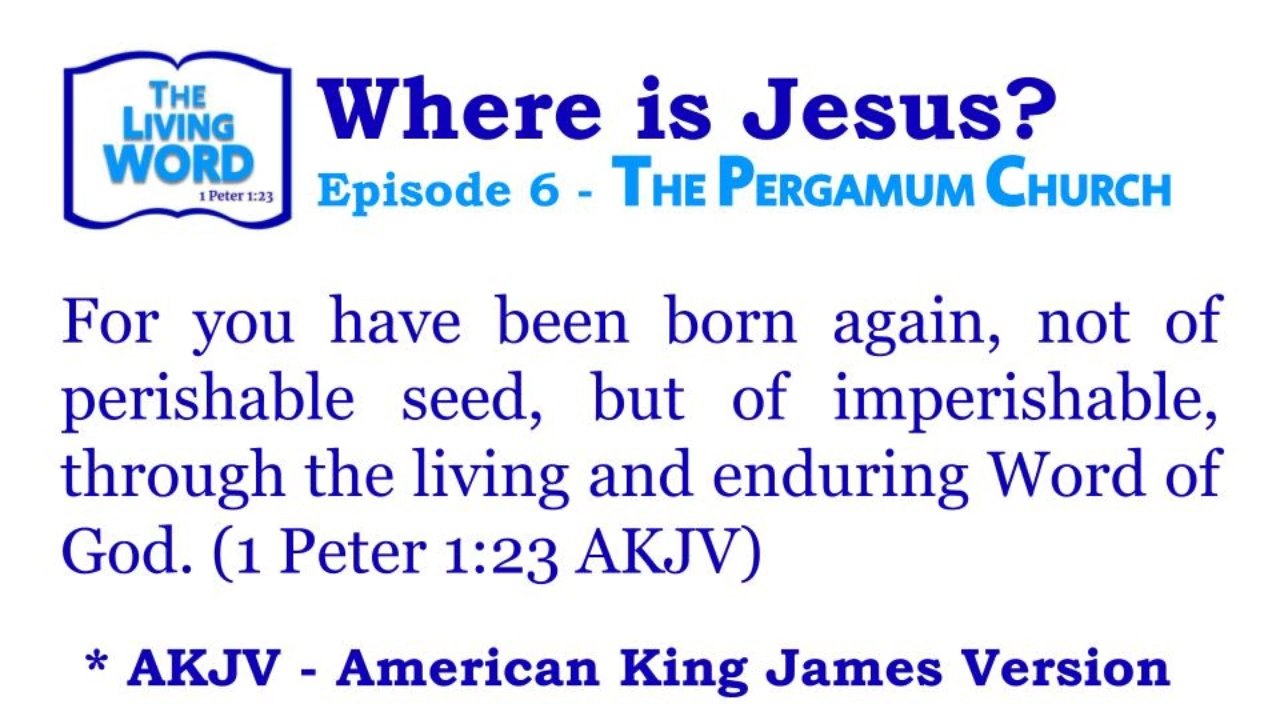 THE
LIVING
WORD
1 Peter 1:23
Where is Jesus?
Episode 6 - THE PERGAMUM CHURCH
For you have been born again, not of
perishable seed, but of imperishable,
through the living and enduring Word of
God. (1 Peter 1:23 AKJV)
* AKJV - American King James Version